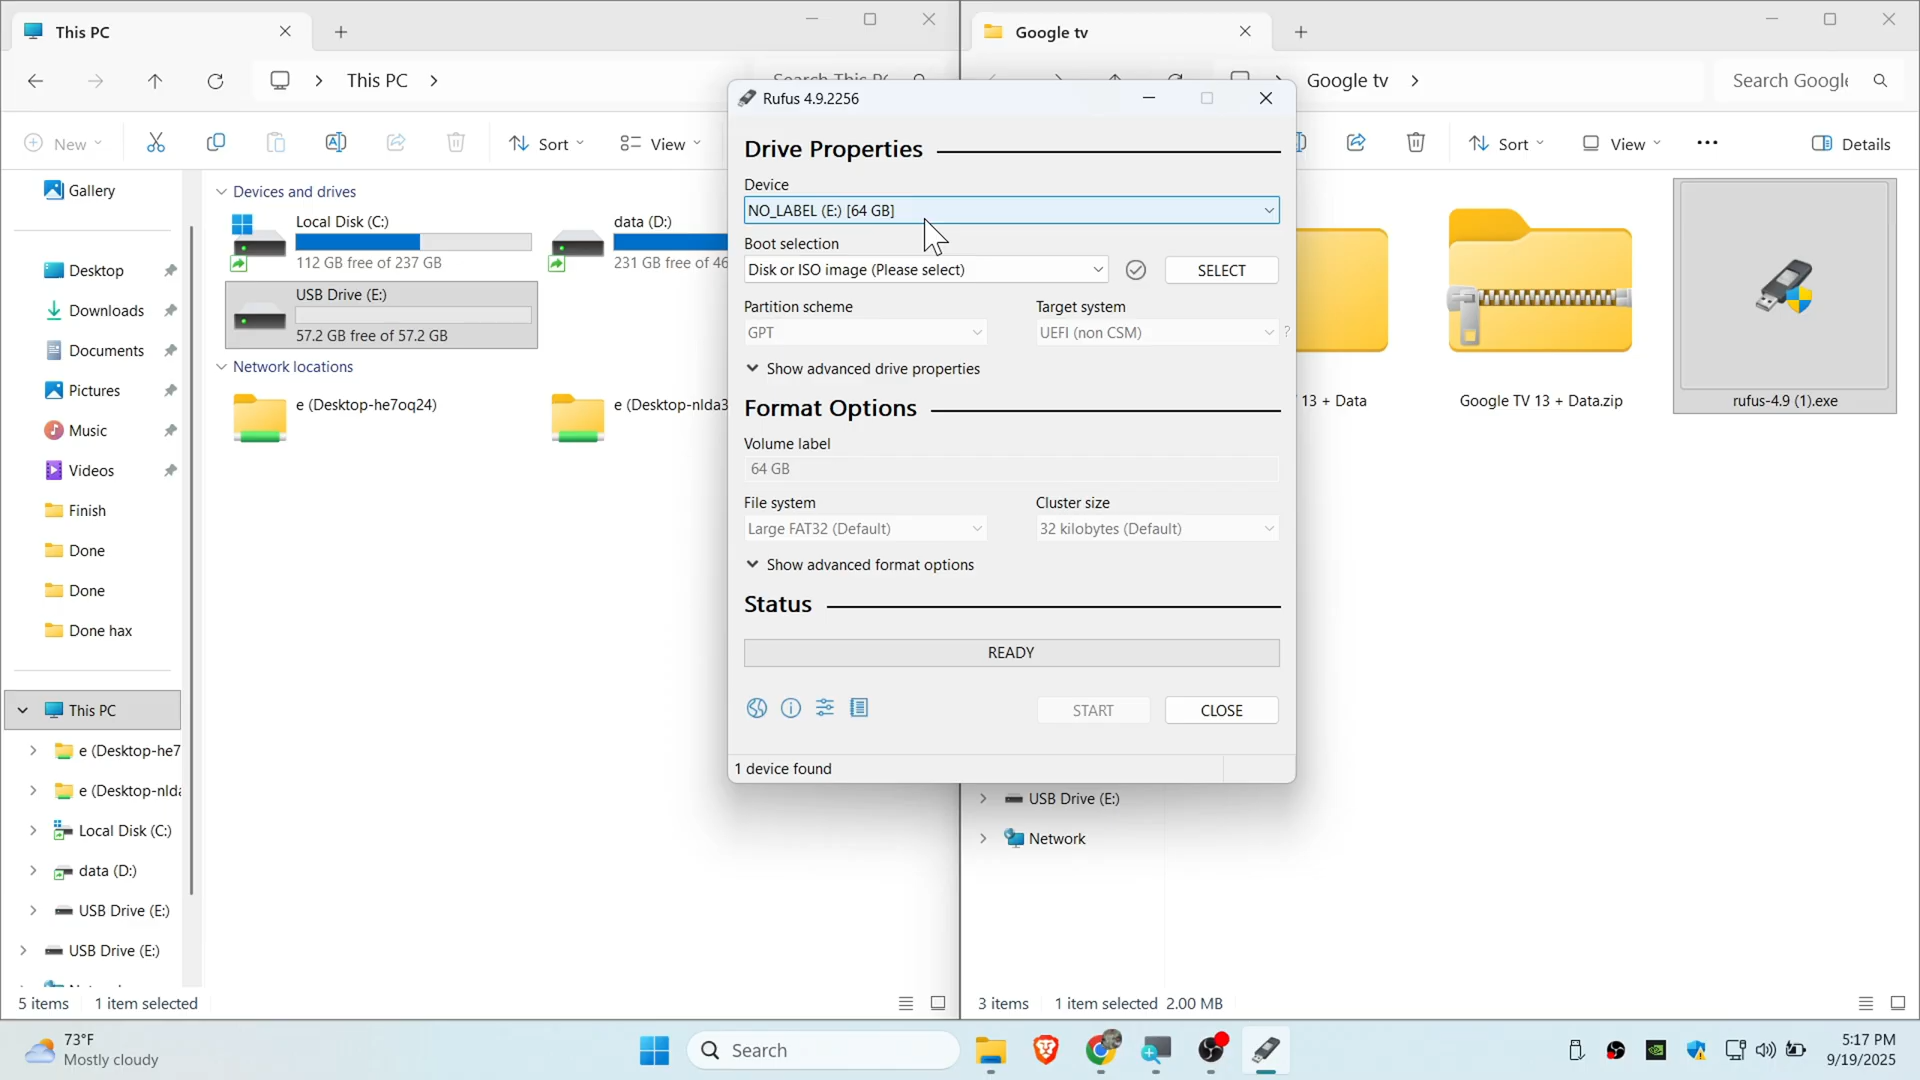 This PC
Google tv
This PC
Search This PC
Google tv
Search Google
New
Sort
View
Sort
View
Details
Gallery
Desktop
Downloads
Documents
Pictures
Music
Videos
Finish
Done
Done
Done hax
This PC
e (Desktop-he7
e (Desktop-nlda
Local Disk (C:)
data (D:)
USB Drive (E:)
USB Drive (E:)
Devices and drives
Local Disk (C:)
112 GB free of 237 GB
data (D:)
231 GB free of 46
USB Drive (E:)
57.2 GB free of 57.2 GB
Network locations
e (Desktop-he7oq24)
e (Desktop-nlda3
5 items
1 item selected
Rufus 4.9.2256
Drive Properties
Device
NO_LABEL (E:) [64 GB]
Boot selection
Disk or ISO image (Please select)
SELECT
Partition scheme
Target system
GPT
UEFI (non CSM)
?
Show advanced drive properties
Format Options
Volume label
64 GB
File system
Cluster size
Large FAT32 (Default)
32 kilobytes (Default)
Show advanced format options
Status
READY
START
CLOSE
1 device found
13 + Data
Google TV 13 + Data.zip
rufus-4.9 (1).exe
USB Drive (E:)
Network
3 items
1 item selected 2.00 MB
73°F
Mostly cloudy
Search
5:17 PM
9/19/2025